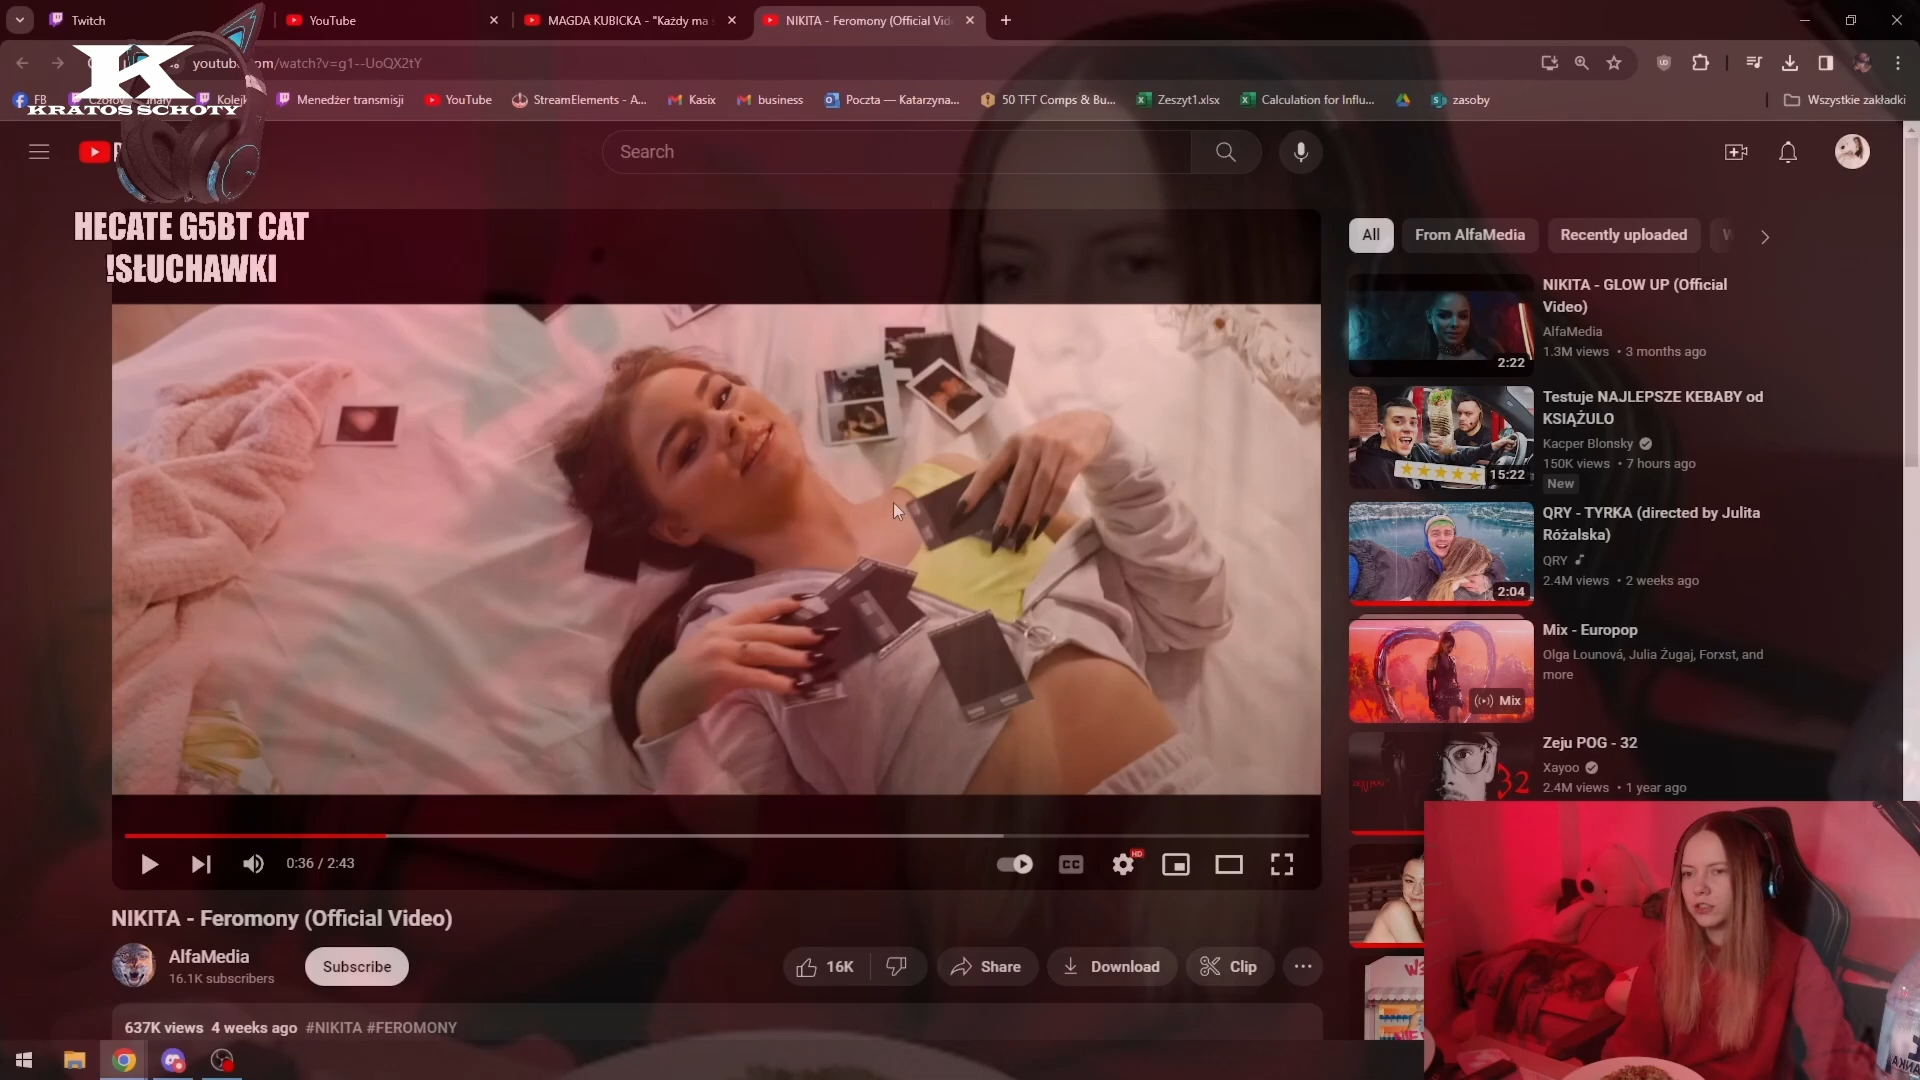 Twitch
YouTube
MAGDA KUBICKA - "Każdy ma
NIKITA - Feromony (Official Vid
youtub
om/watch?v=g1--UoQX2tY
FB
Kolej
Menedżer transmisji
YouTube
StreamElements - A...
Kasix
business
Poczta — Katarzyna...
50 TFT Comps & Bu...
Zeszyt1.xlsx
Calculation for Influ...
zasoby
Wszystkie zakładki
K
KRATOS SCHOTY
Search
HECATE G5BT CAT
!SŁUCHAWKI
All
From AlfaMedia
Recently uploaded
NIKITA - GLOW UP (Official
Video)
AlfaMedia
1.3M views • 3 months ago
2:22
Testuje NAJLEPSZE KEBABY od
KSIĄŻULO
Kacper Blonsky
150K views • 7 hours ago
New
15:22
QRY - TYRKA (directed by Julita
Różalska)
QRY
2.4M views • 2 weeks ago
2:04
Mix - Europop
Olga Lounová, Julia Żugaj, Forxst, and
more
Mix
Zeju POG - 32
Xayoo
2.4M views • 1 year ago
32
0:36 / 2:43
CC
HD
NIKITA - Feromony (Official Video)
AlfaMedia
16.1K subscribers
Subscribe
16K
Share
Download
Clip
637K views 4 weeks ago #NIKITA #FEROMONY